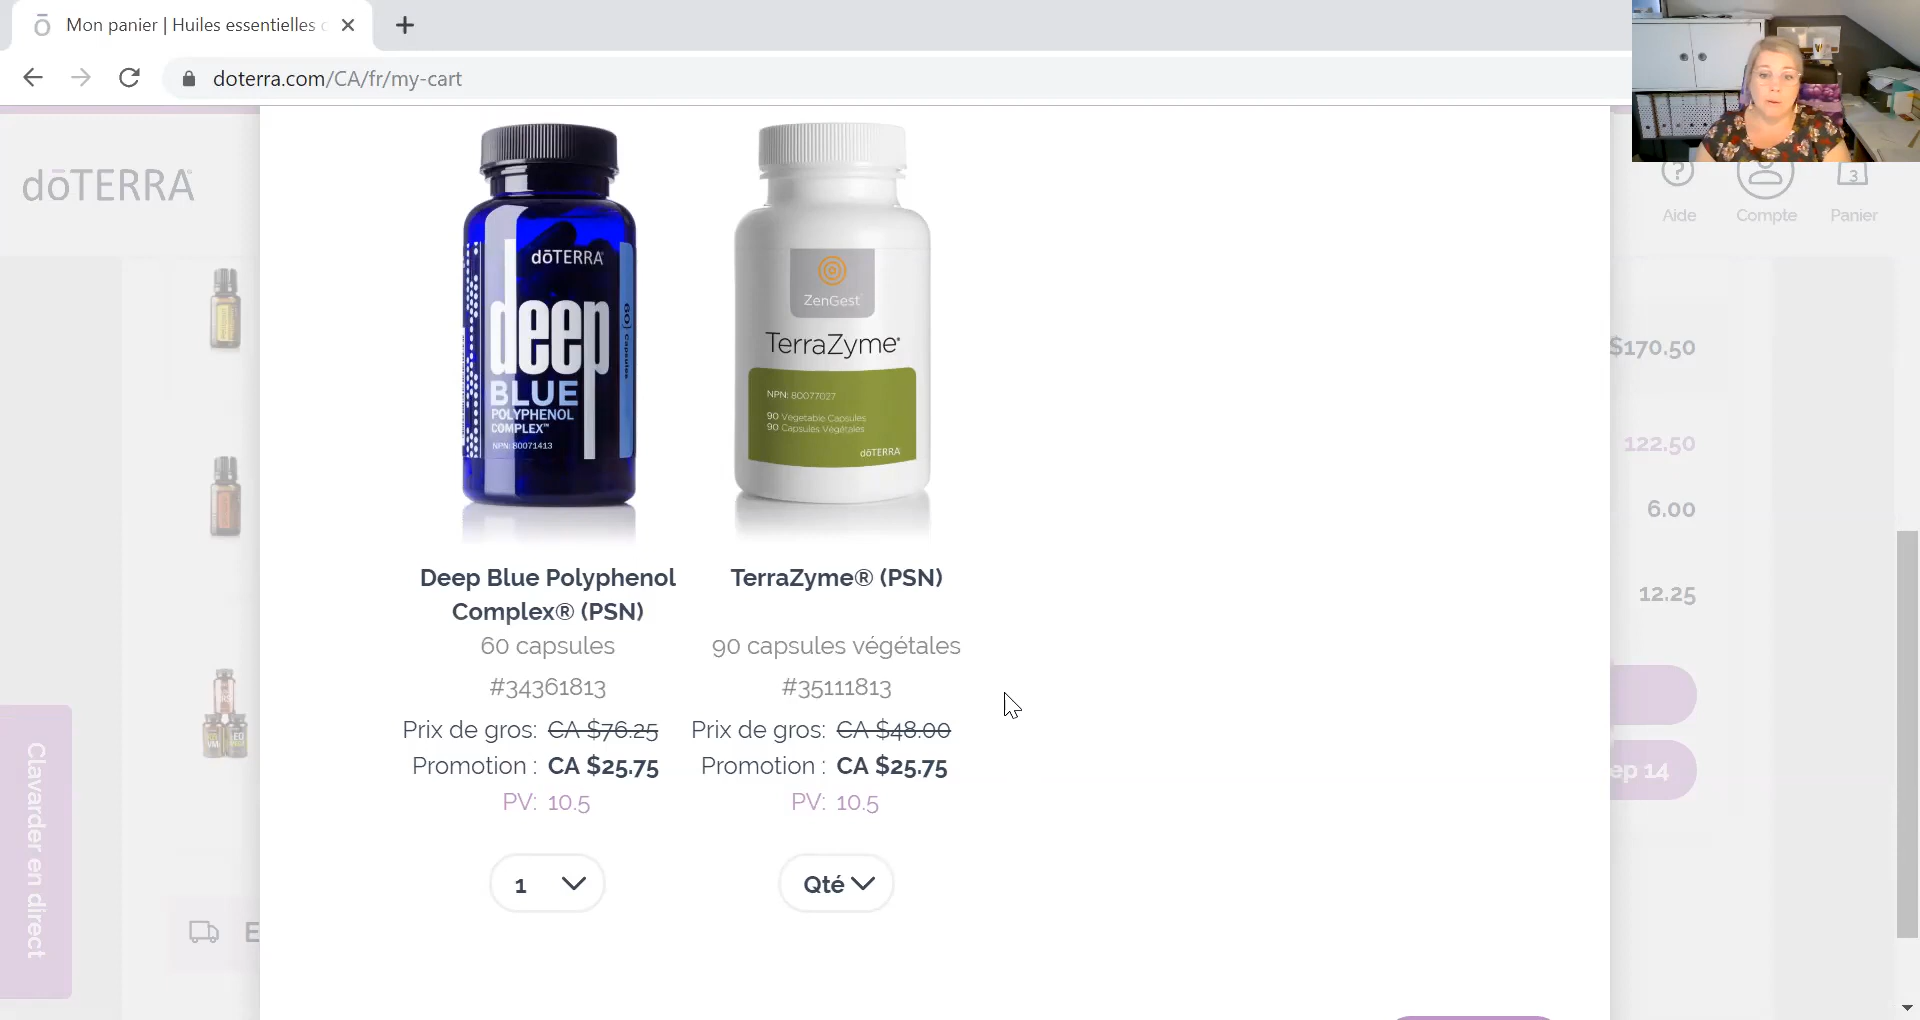 Mon panier | Huiles essentielles
doterra.com/CA/fr/my-cart
dōTERRA
Aide
Compte
3
Panier
dōTERRA
deep
BLUE
POLYPHENOL
COMPLEX™
NPN: 80071413
60 Capsules
ZenGest
TerraZyme®
NPN: 80077027
90 Vegetable Capsules
90 Capsules Végétales
dōTERRA
$170.50
122.50
6.00
12.25
ep 14
Deep Blue Polyphenol
Complex® (PSN)
60 capsules
#34361813
Prix de gros: CA $76.25
Promotion : CA $25.75
PV: 10.5
1
TerraZyme® (PSN)
90 capsules végétales
#35111813
Prix de gros: CA $48.00
Promotion : CA $25.75
PV: 10.5
Qté
Clavarder en direct
E